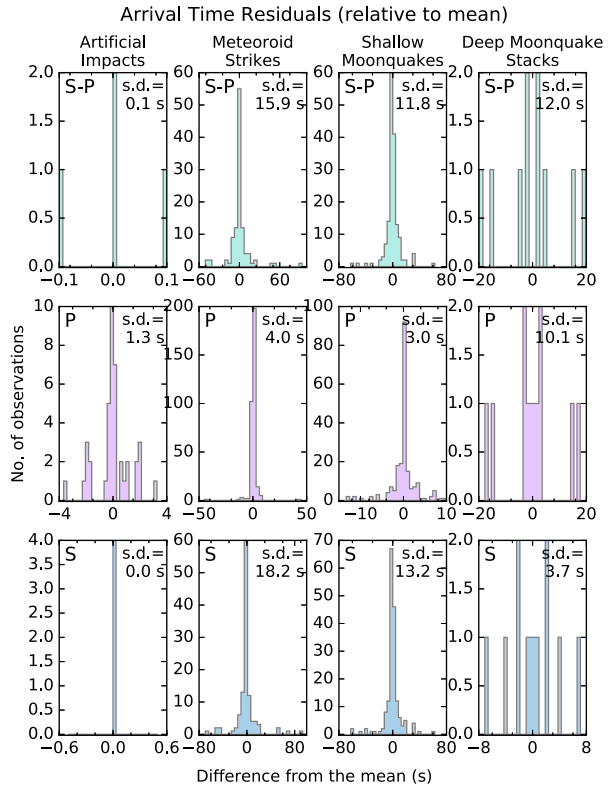 Arrival Time Residuals (relative to mean)
Artificial Impacts
Meteoroid Strikes
Shallow Moonquakes
Deep Moonquake Stacks
S-P s.d.= 0.1 s
2.0
1.5
1.0
0.5
0.0
−0.1 0.0 0.1
S-P s.d.= 15.9 s
60
50
40
30
20
10
0
−60 0 60
S-P s.d.= 11.8 s
60
50
40
30
20
10
0
−80 0 80
S-P s.d.= 12.0 s
2.0
1.5
1.0
0.5
0.0
−20 0 20
No. of observations
P s.d.= 1.3 s
10
8
6
4
2
0
−4 0 4
P s.d.= 4.0 s
200
150
100
50
0
−50 0 50
P s.d.= 3.0 s
100
80
60
40
20
0
−10 0 10
P s.d.= 10.1 s
2.0
1.5
1.0
0.5
0.0
−20 0 20
S s.d.= 0.0 s
4.0
3.5
3.0
2.5
2.0
1.5
1.0
0.5
0.0
−0.6 0.0 0.6
S s.d.= 18.2 s
60
50
40
30
20
10
0
−80 −40 0 40 80
S s.d.= 13.2 s
70
60
50
40
30
20
10
0
−80 0 80
S s.d.= 3.7 s
2.0
1.5
1.0
0.5
0.0
−8 0 8
Difference from the mean (s)